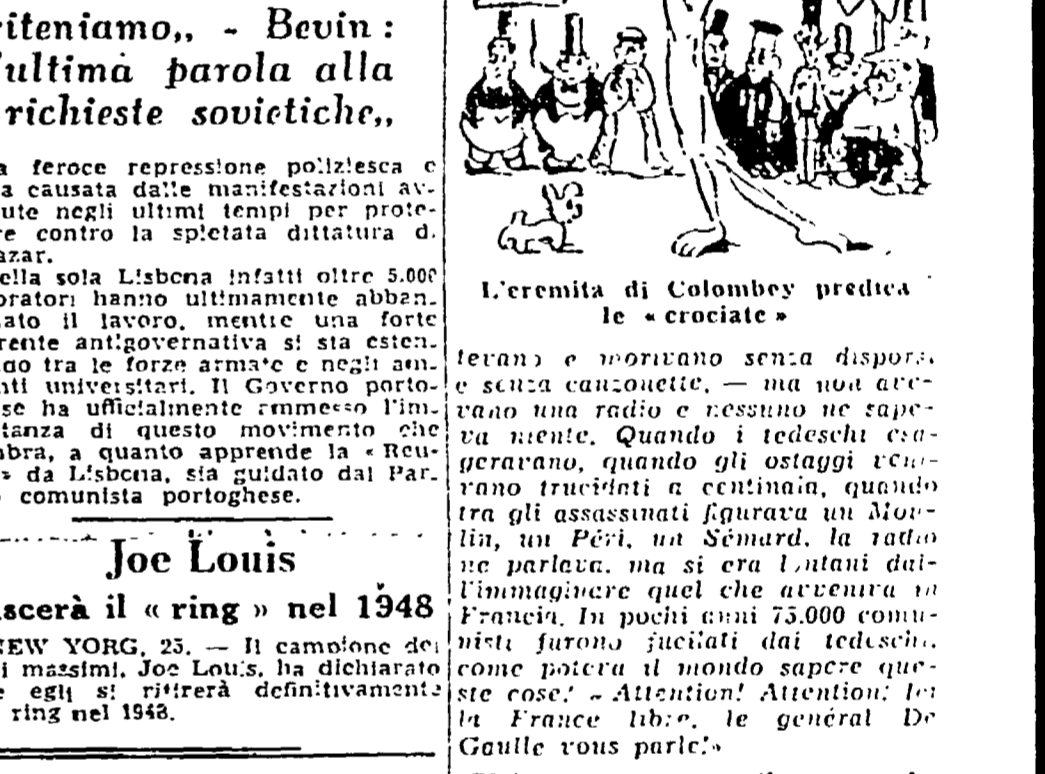 riteniamo,, - Bevin:
'ultima parola alla
richieste sovietiche,,
a feroce repressione poliziesca e
a causata dalle manifestazioni av-
ute negli ultimi tempi per prote-
re contro la spietata dittatura d.
azar.
ella sola Lisbona infatti oltre 5.000
oratori hanno ultimamente abban-
ato il lavoro, mentre una forte
rente antigovernativa si sta esten-
do tra le forze armate e negli am-
nti universitari. Il Governo porto-
se ha ufficialmente ammesso l'im-
tanza di questo movimento che
mbra, a quanto apprende la « Reu-
» da Lisbona, sia guidato dal Par-
comunista portoghese.
Joe Louis
ascerà il « ring » nel 1948
NEW YORG, 25. — Il campione dei
i massimi, Joe Louis, ha dichiarato
e egli si ritirerà definitivamente
ring nel 1948.
L'eremita di Colombey predica
le « crociate »
tevano e morivano senza dispors.
e senza canzonette, — ma non ave-
vano una radio e nessuno ne sape-
va niente. Quando i tedeschi esa-
geravano, quando gli ostaggi veni-
vano trucidati a centinaia, quando
tra gli assassinati figurava un Mou-
lin, un Péri, un Sémard, la radio
ne parlava, ma si era lontani dal-
l'immaginare quel che avveniva in
Francia. In pochi anni 75.000 comu-
nisti furono fucilati dai tedeschi,
come poteva il mondo sapere que-
ste cose? « Attention! Attention! Ici
la France libre, le général De
Gaulle vous parle!»